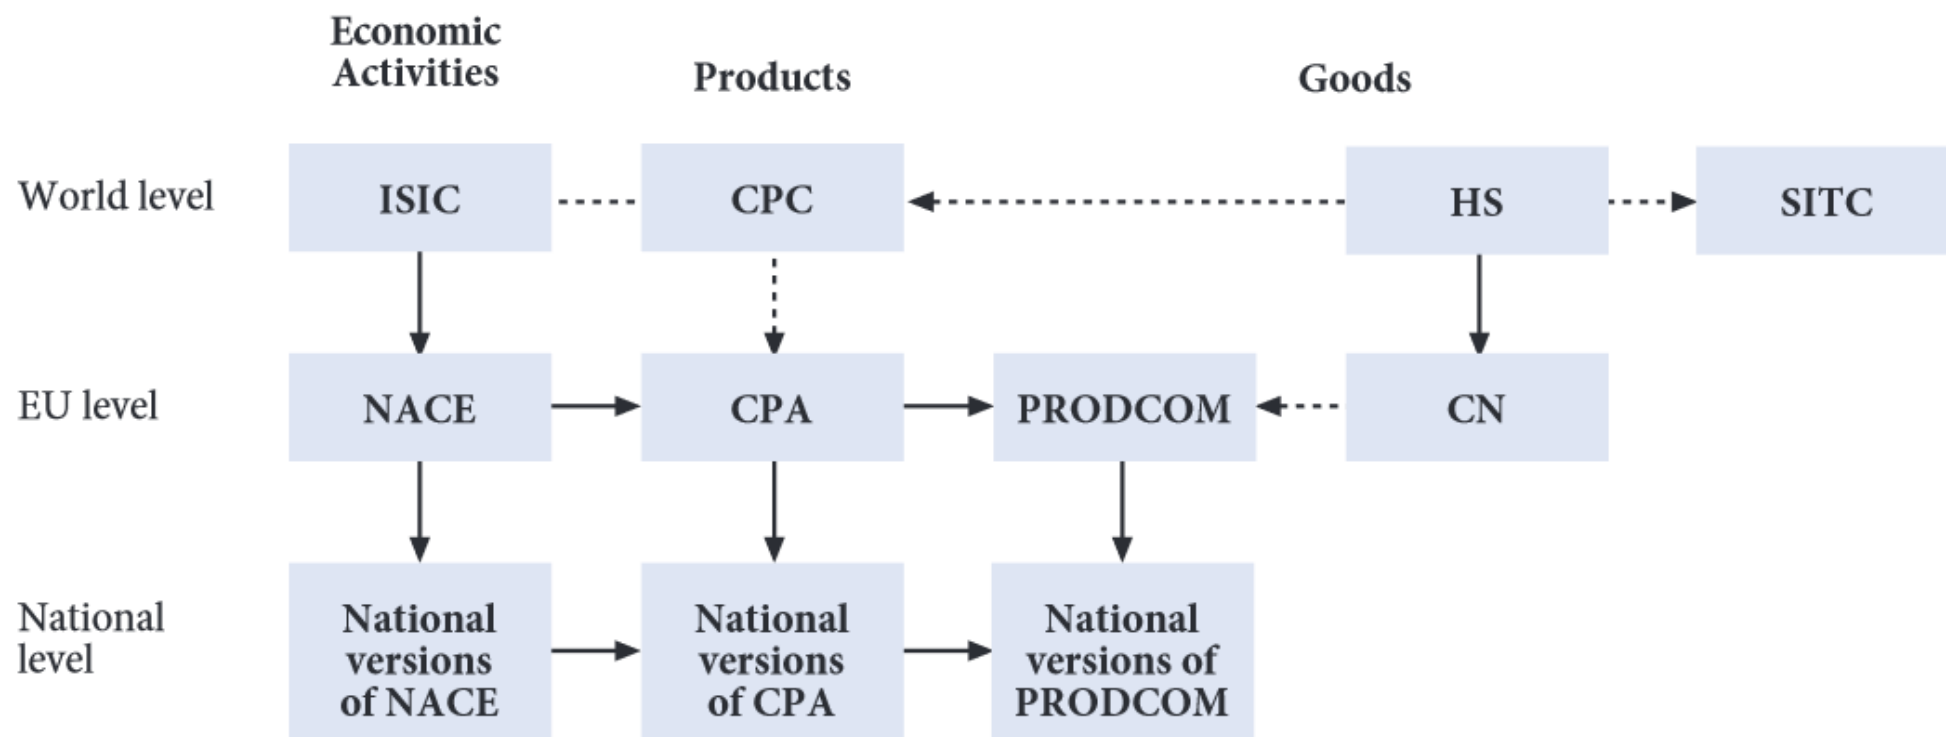 Economic
Activities
Products
Goods
World level
ISIC
CPC
HS
SITC
EU level
NACE
CPA
PRODCOM
CN
National
level
National
versions
of NACE
National
versions
of CPA
National
versions of
PRODCOM